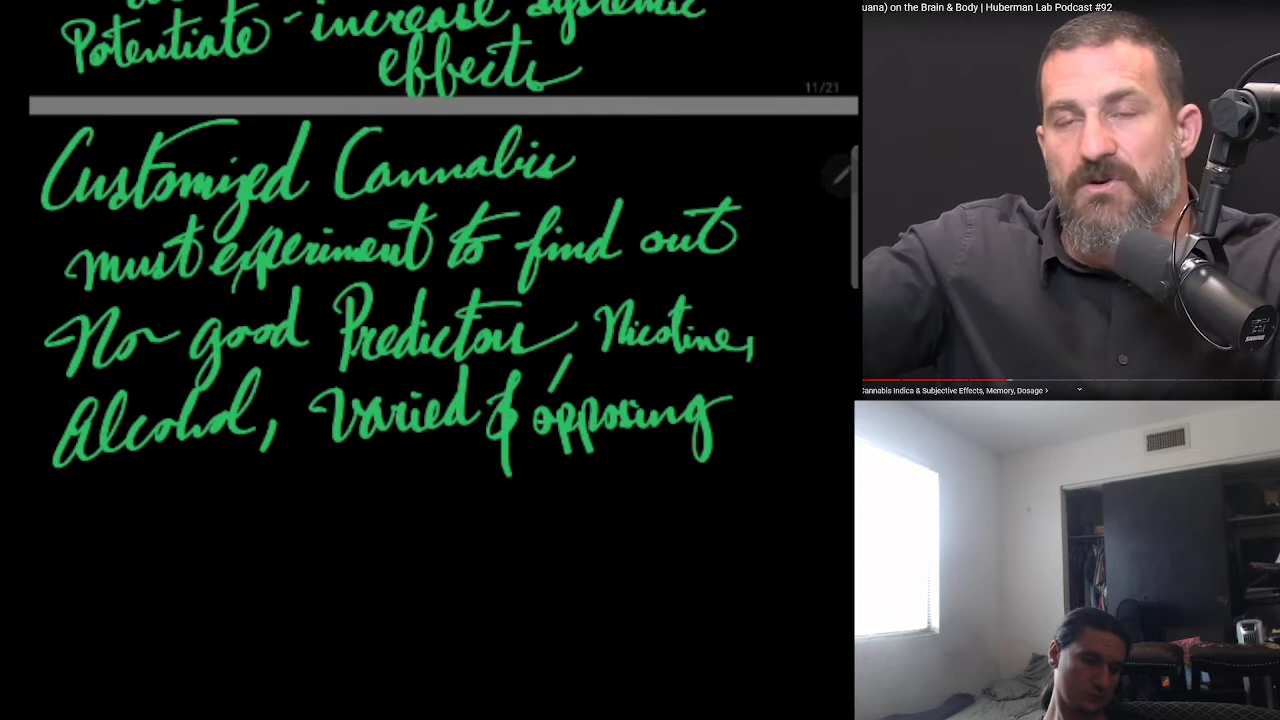 Potentiate - increase systemic
effects
11/21
Customized Cannabis
must experiment to find out
No good Predictors, Nicotine,
Alcohol, varied & opposing
uana) on the Brain & Body | Huberman Lab Podcast #92
SHURE
Cannabis Indica & Subjective Effects, Memory, Dosage >